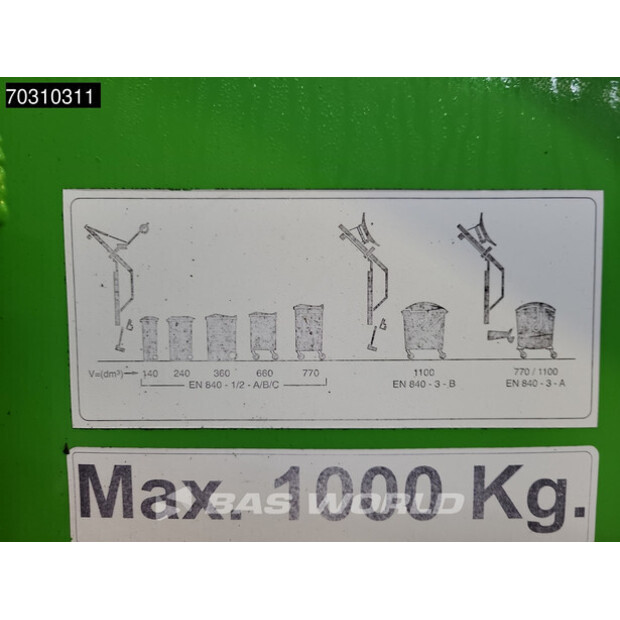 70310311
V=(dm³) 140 240 360 660 770 1100 770 / 1100
EN 840 - 1/2 - A/B/C EN 840 - 3 - B EN 840 - 3 - A
Max. 1000 Kg.
BAS WORLD